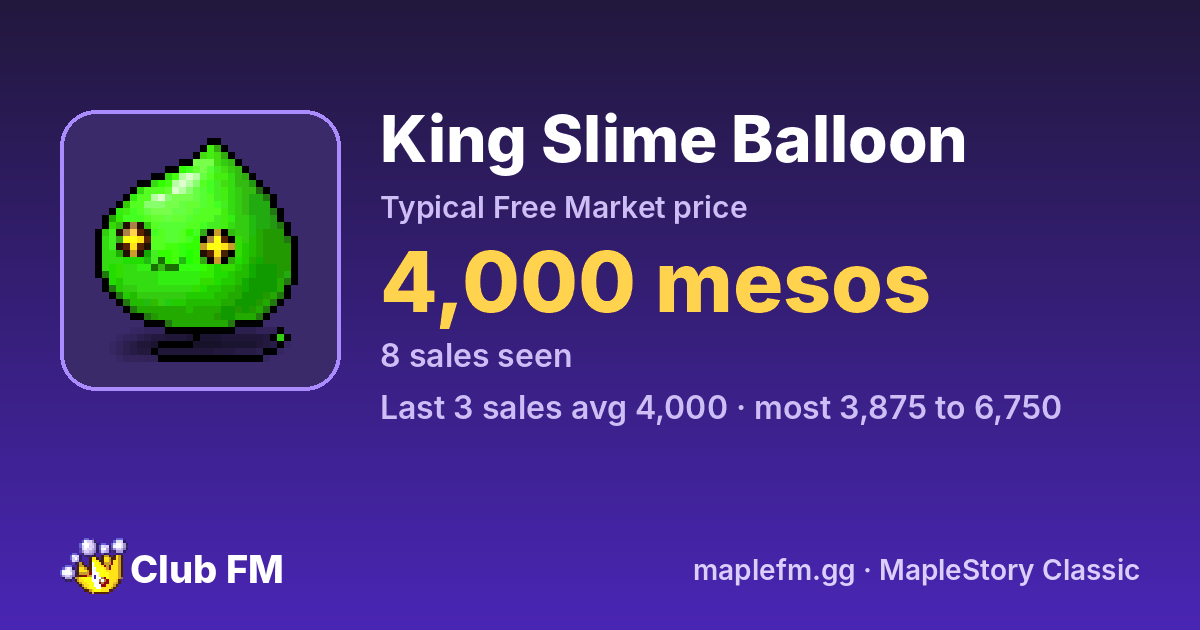 King Slime Balloon
Typical Free Market price
4,000 mesos
8 sales seen
Last 3 sales avg 4,000 · most 3,875 to 6,750
Club FM
maplefm.gg · MapleStory Classic